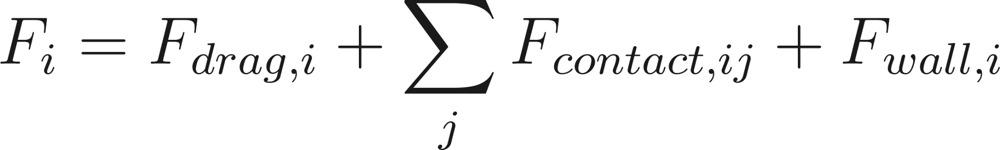 F_i = F_{drag,i} + \sum_j F_{contact,ij} + F_{wall,i}